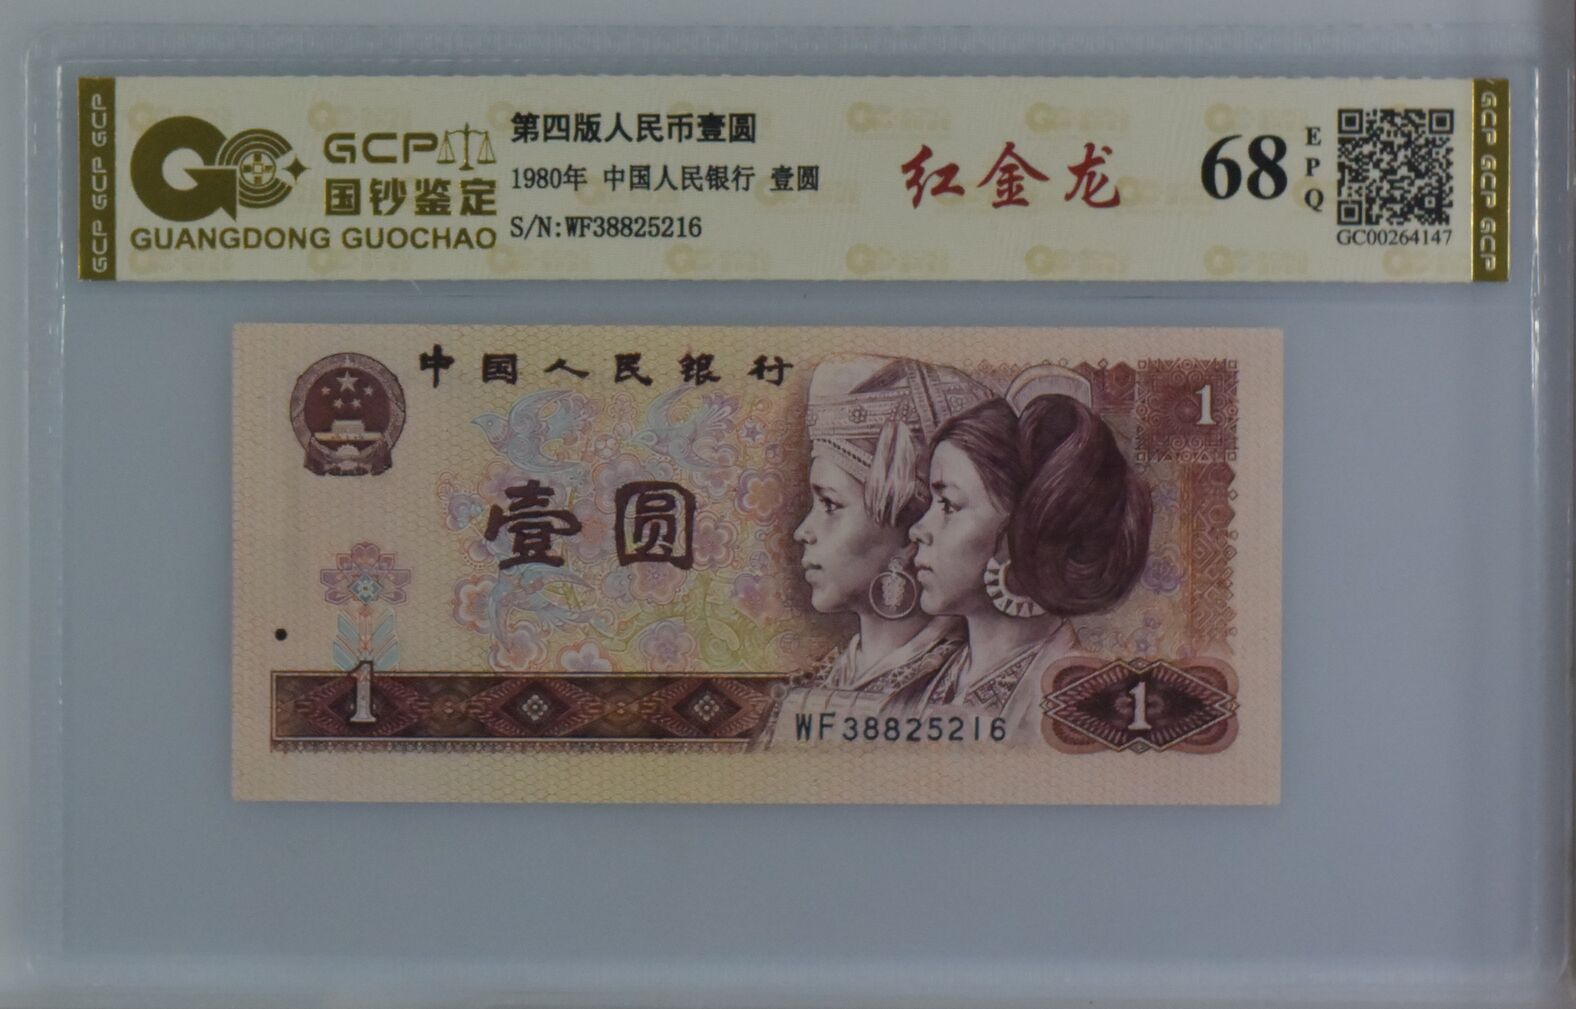 GCP GCP GCP
GCP
国钞鉴定
GUANGDONG GUOCHAO
第四版人民币壹圆
1980年 中国人民银行 壹圆
S/N:WF38825216
红金龙
68
EPQ
GC00264147
GCP GCP GCP
中国人民银行
1
壹圆
1
WF38825216
1